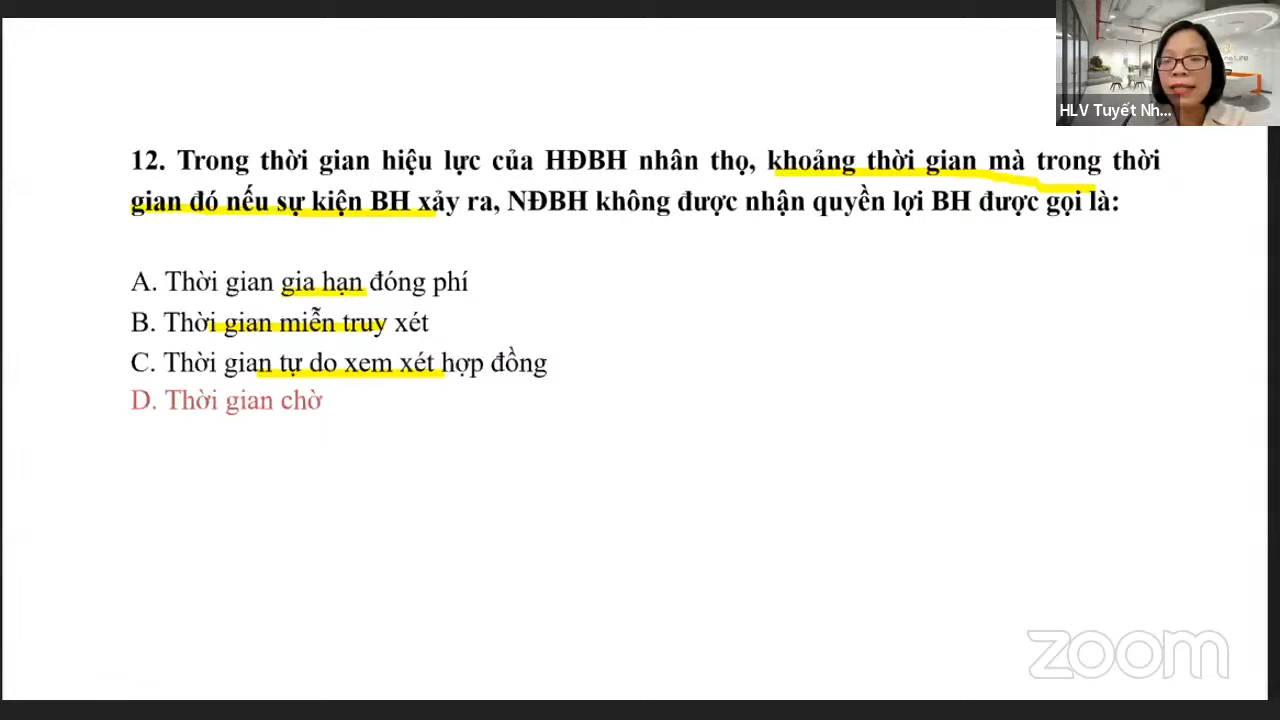 HLV Tuyết Nh...
12. Trong thời gian hiệu lực của HĐBH nhân thọ, khoảng thời gian mà trong thời
gian đó nếu sự kiện BH xảy ra, NĐBH không được nhận quyền lợi BH được gọi là:
A. Thời gian gia hạn đóng phí
B. Thời gian miễn truy xét
C. Thời gian tự do xem xét hợp đồng
D. Thời gian chờ
zoom